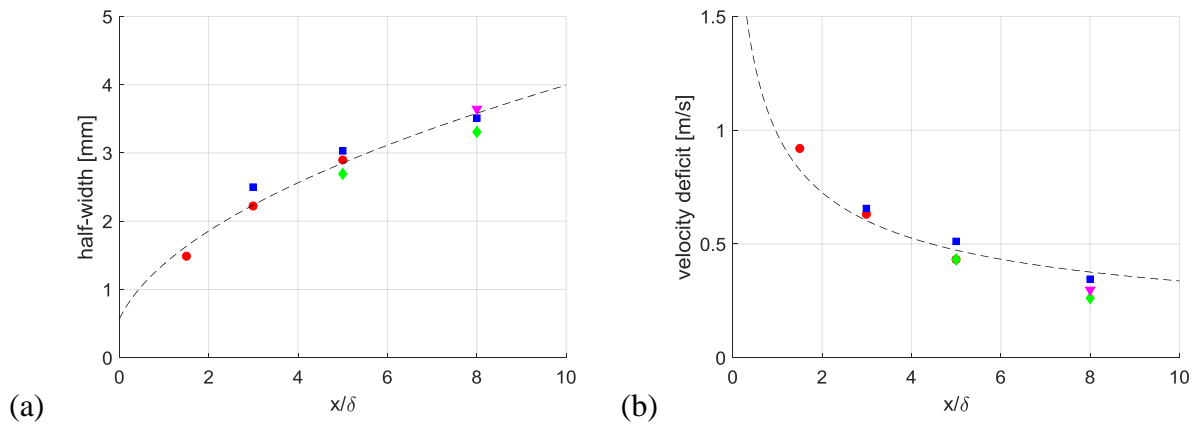 5
4
3
2
1
0
half-width [mm]
0 2 4 6 8 10
x/δ
(a)
1.5
1
0.5
0
velocity deficit [m/s]
0 2 4 6 8 10
x/δ
(b)